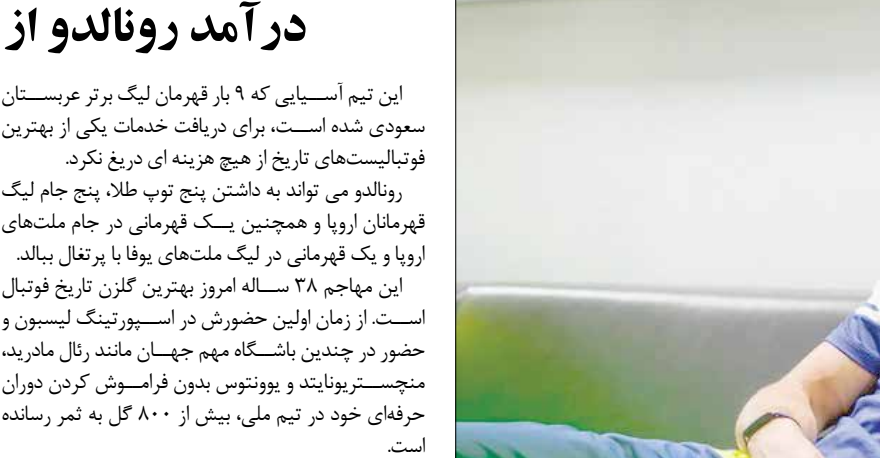 درآمد رونالدو از
این تیم آسیایی که ۹ بار قهرمان لیگ برتر عربستان
سعودی شده است، برای دریافت خدمات یکی از بهترین
فوتبالیست‌های تاریخ از هیچ هزینه ای دریغ نکرد.
رونالدو می تواند به داشتن پنج توپ طلا، پنج جام لیگ
قهرمانان اروپا و همچنین یک قهرمانی در جام ملت‌های
اروپا و یک قهرمانی در لیگ ملت‌های یوفا با پرتغال ببالد.
این مهاجم ۳۸ ساله امروز بهترین گلزن تاریخ فوتبال
است. از زمان اولین حضورش در اسپورتینگ لیسبون و
حضور در چندین باشگاه مهم جهان مانند رئال مادرید،
منچستریونایتد و یوونتوس بدون فراموش کردن دوران
حرفه‌ای خود در تیم ملی، بیش از ۸۰۰ گل به ثمر رسانده
است.